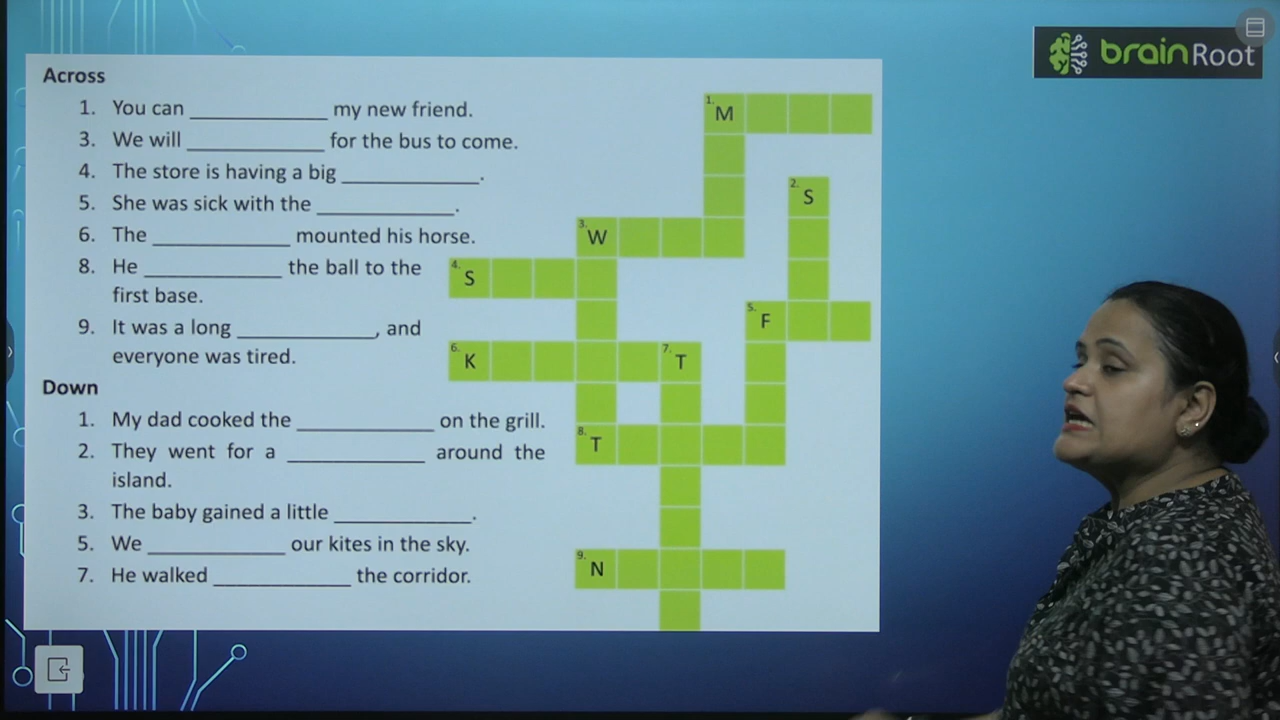 brainRoot
Across
1. You can ____________ my new friend.
3. We will ____________ for the bus to come.
4. The store is having a big ____________.
5. She was sick with the ____________.
6. The ____________ mounted his horse.
8. He ____________ the ball to the
first base.
9. It was a long ____________, and
everyone was tired.
Down
1. My dad cooked the ____________ on the grill.
2. They went for a ____________ around the
island.
3. The baby gained a little ____________.
5. We ____________ our kites in the sky.
7. He walked ____________ the corridor.
1. M
2. S
3. W
4. S
5. F
6. K
7. T
8. T
9. N